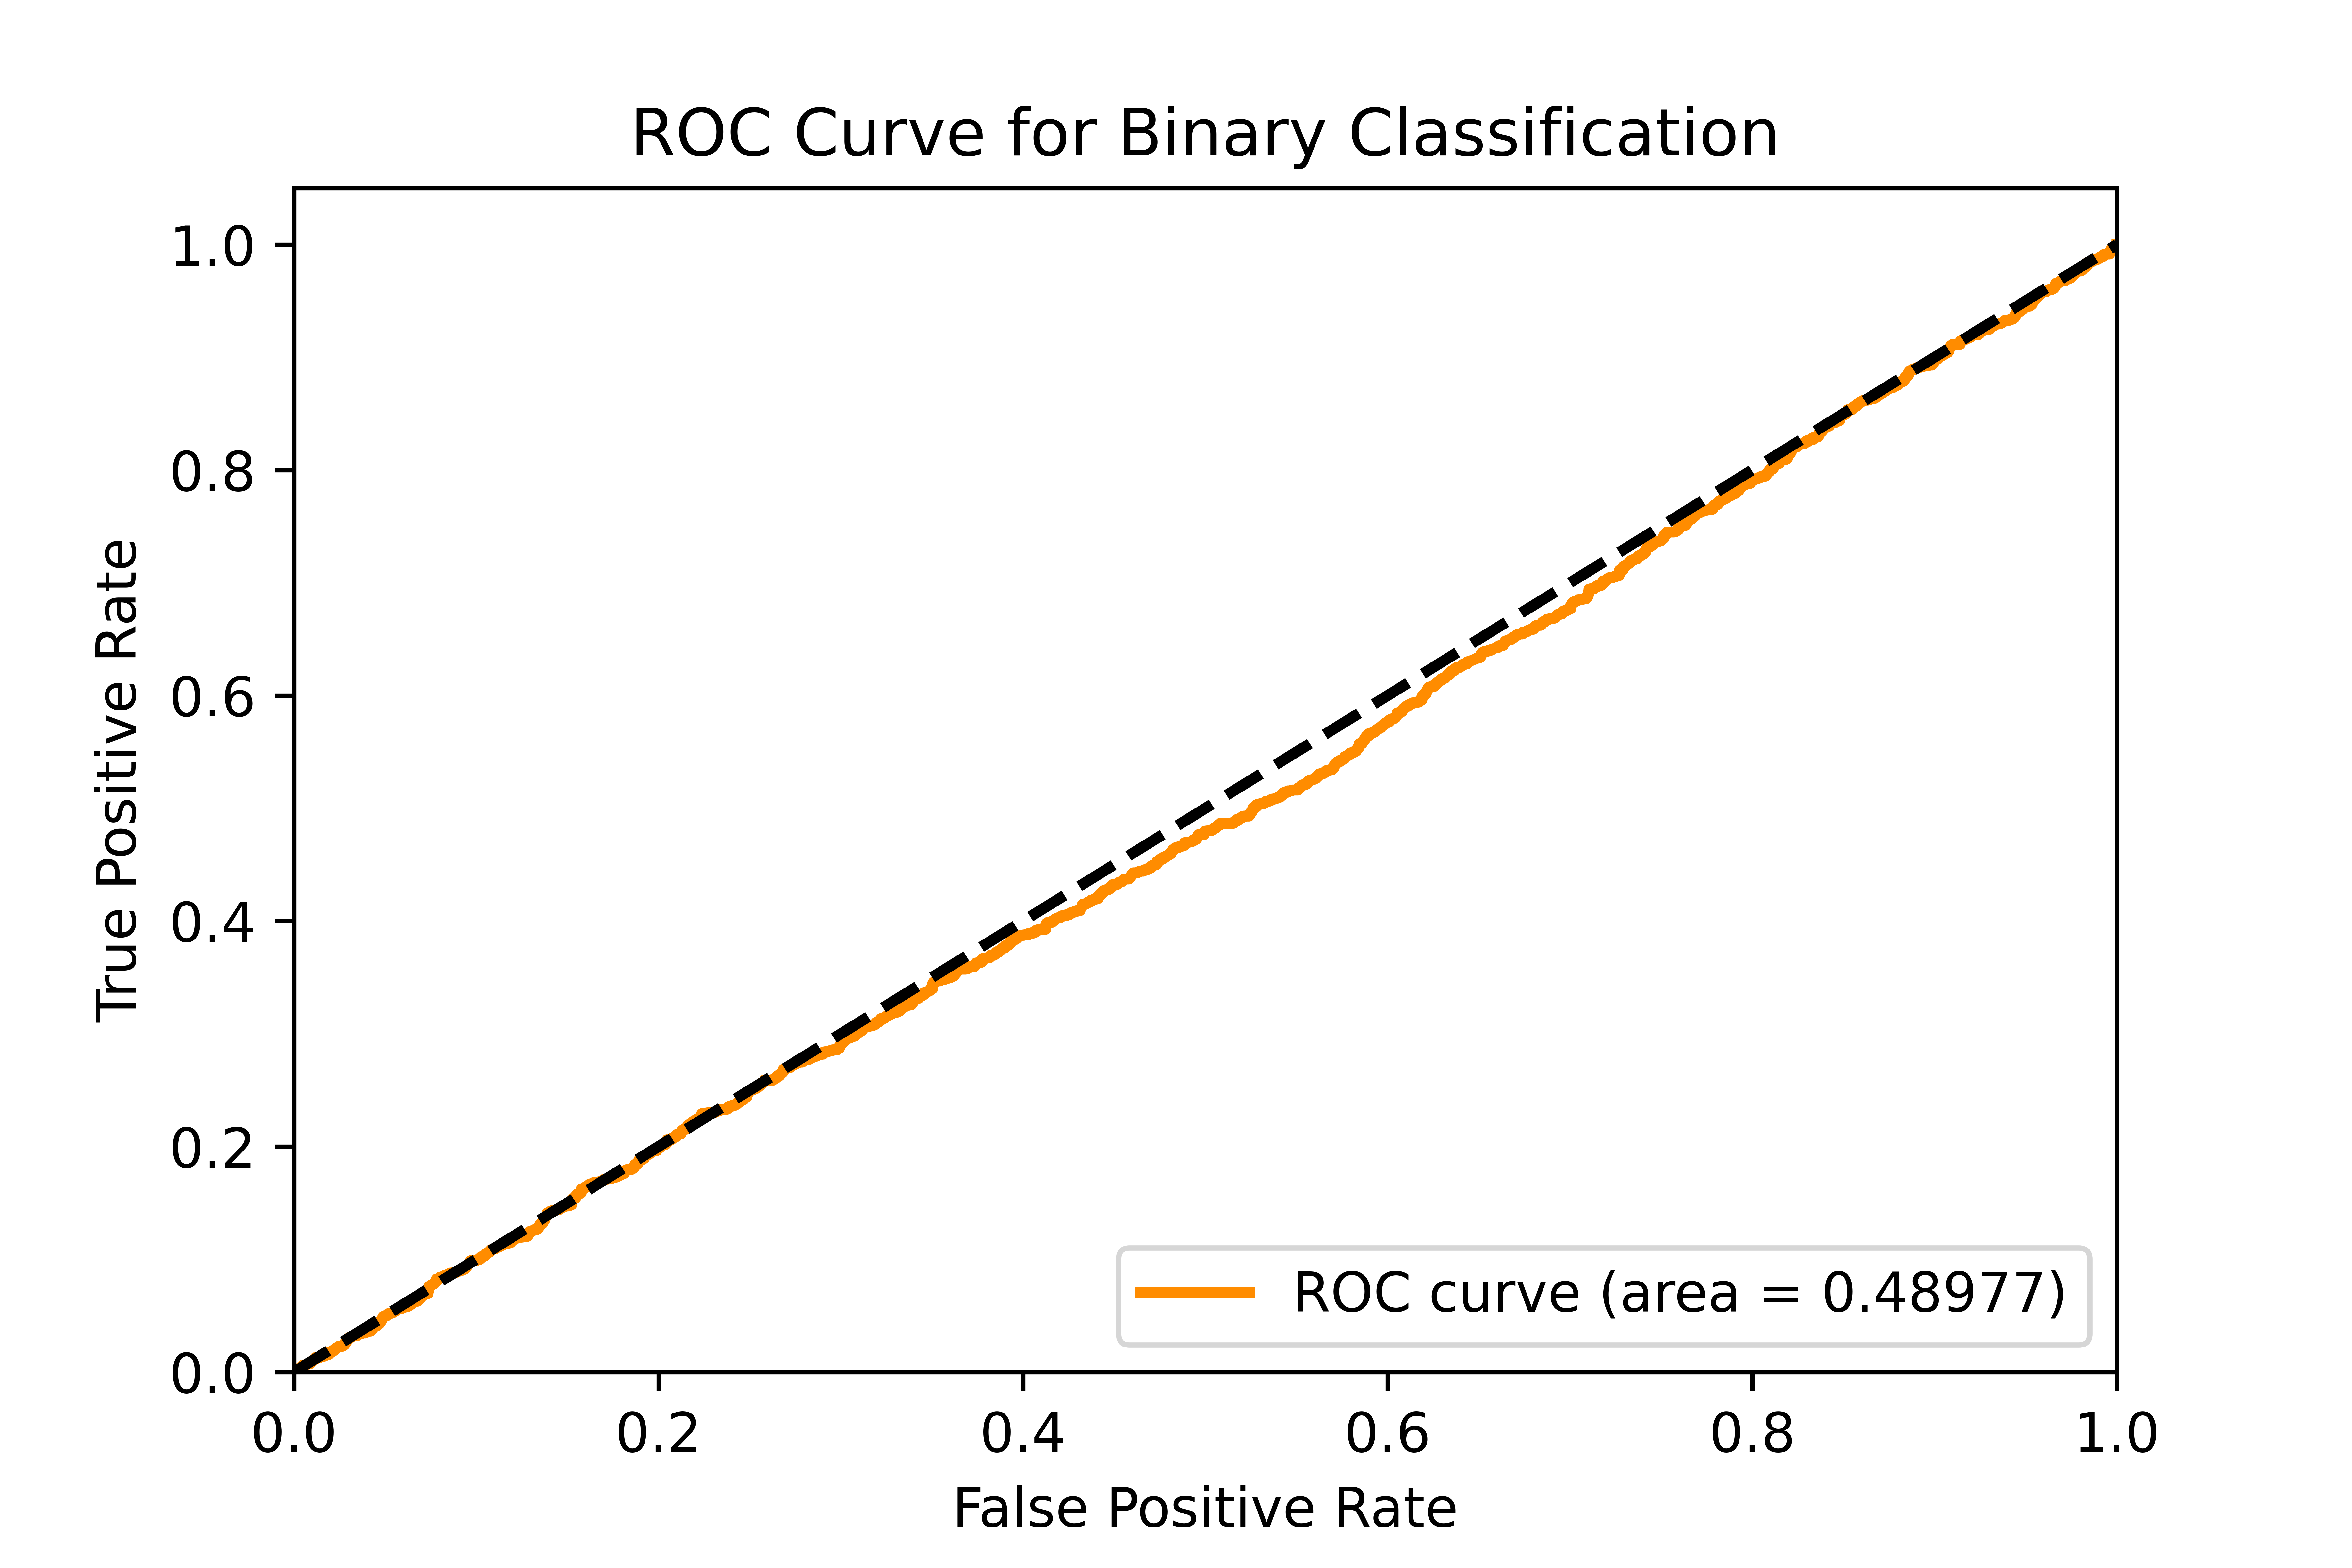 ROC Curve for Binary Classification
1.0
0.8
0.6
0.4
0.2
0.0
True Positive Rate
ROC curve (area = 0.48977)
0.0 0.2 0.4 0.6 0.8 1.0
False Positive Rate